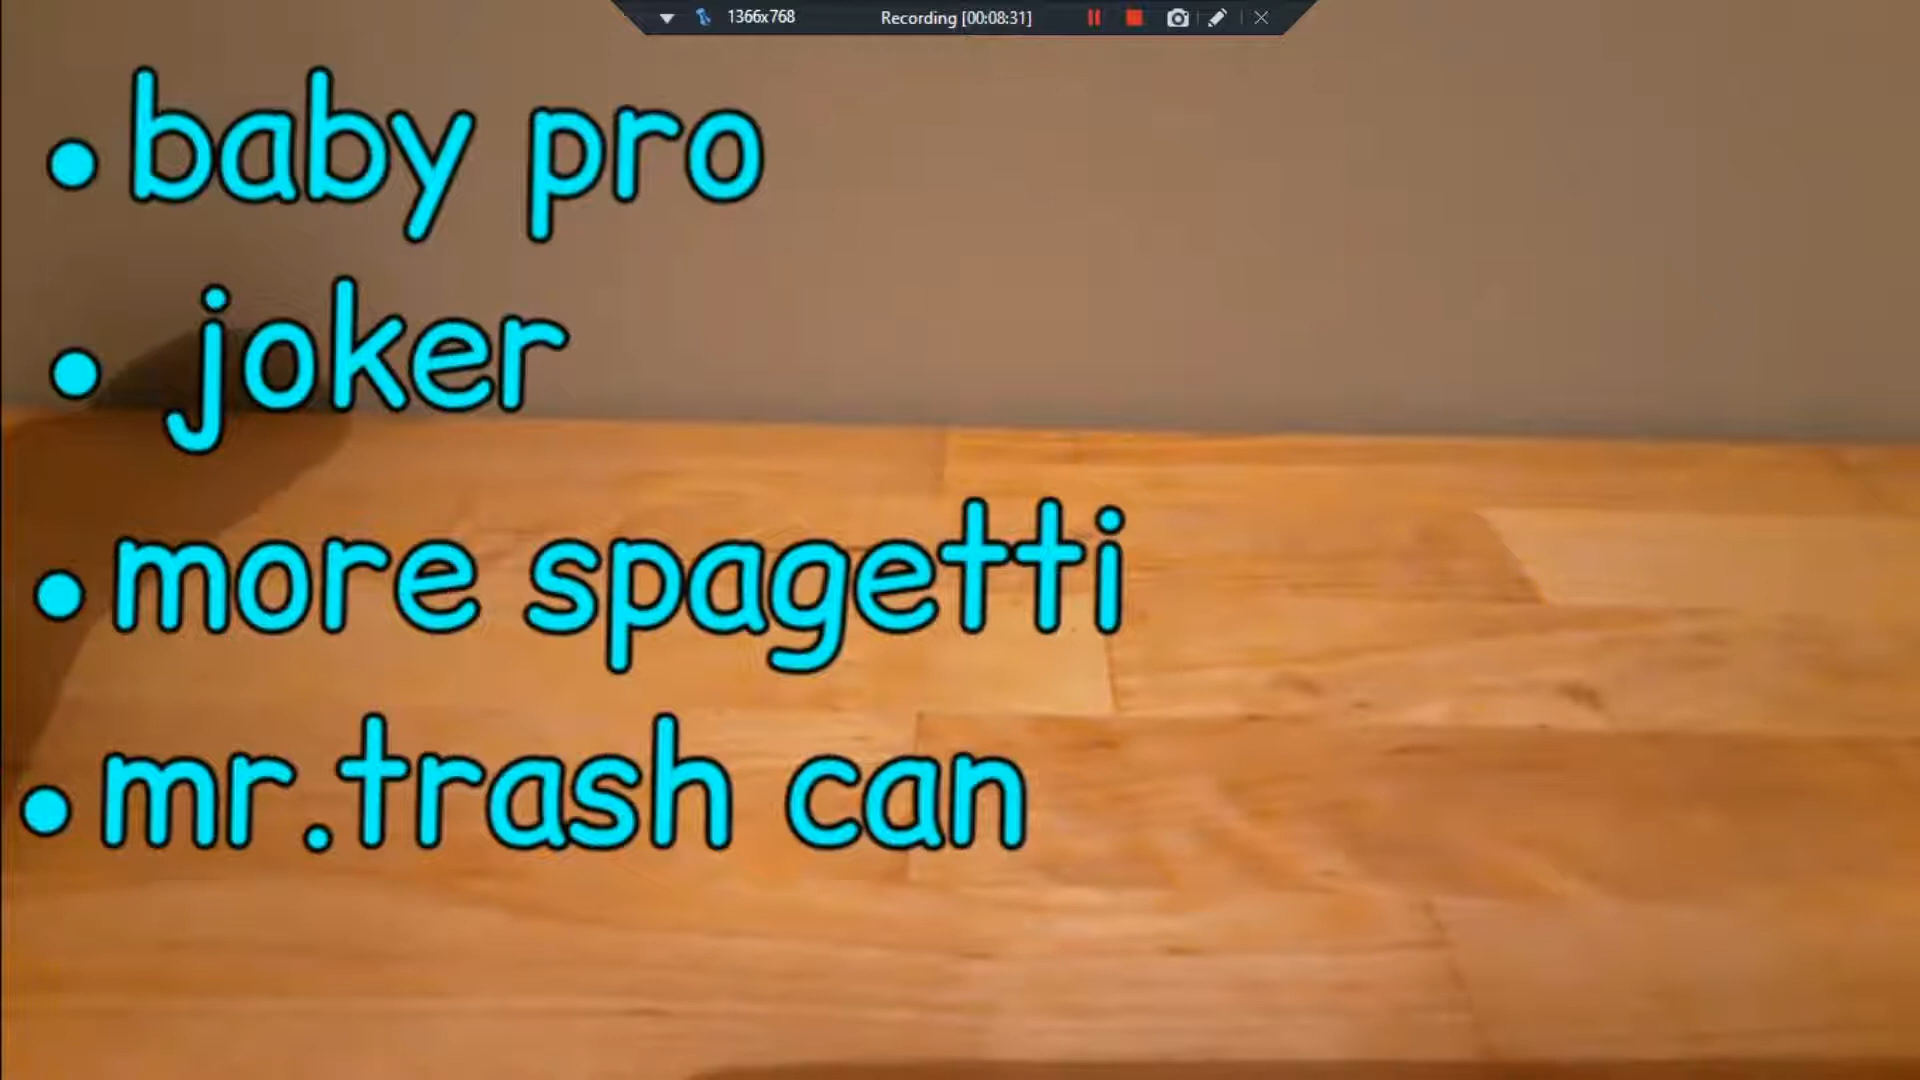 1366x768 Recording [00:08:31]
• baby pro
• joker
• more spagetti
• mr.trash can